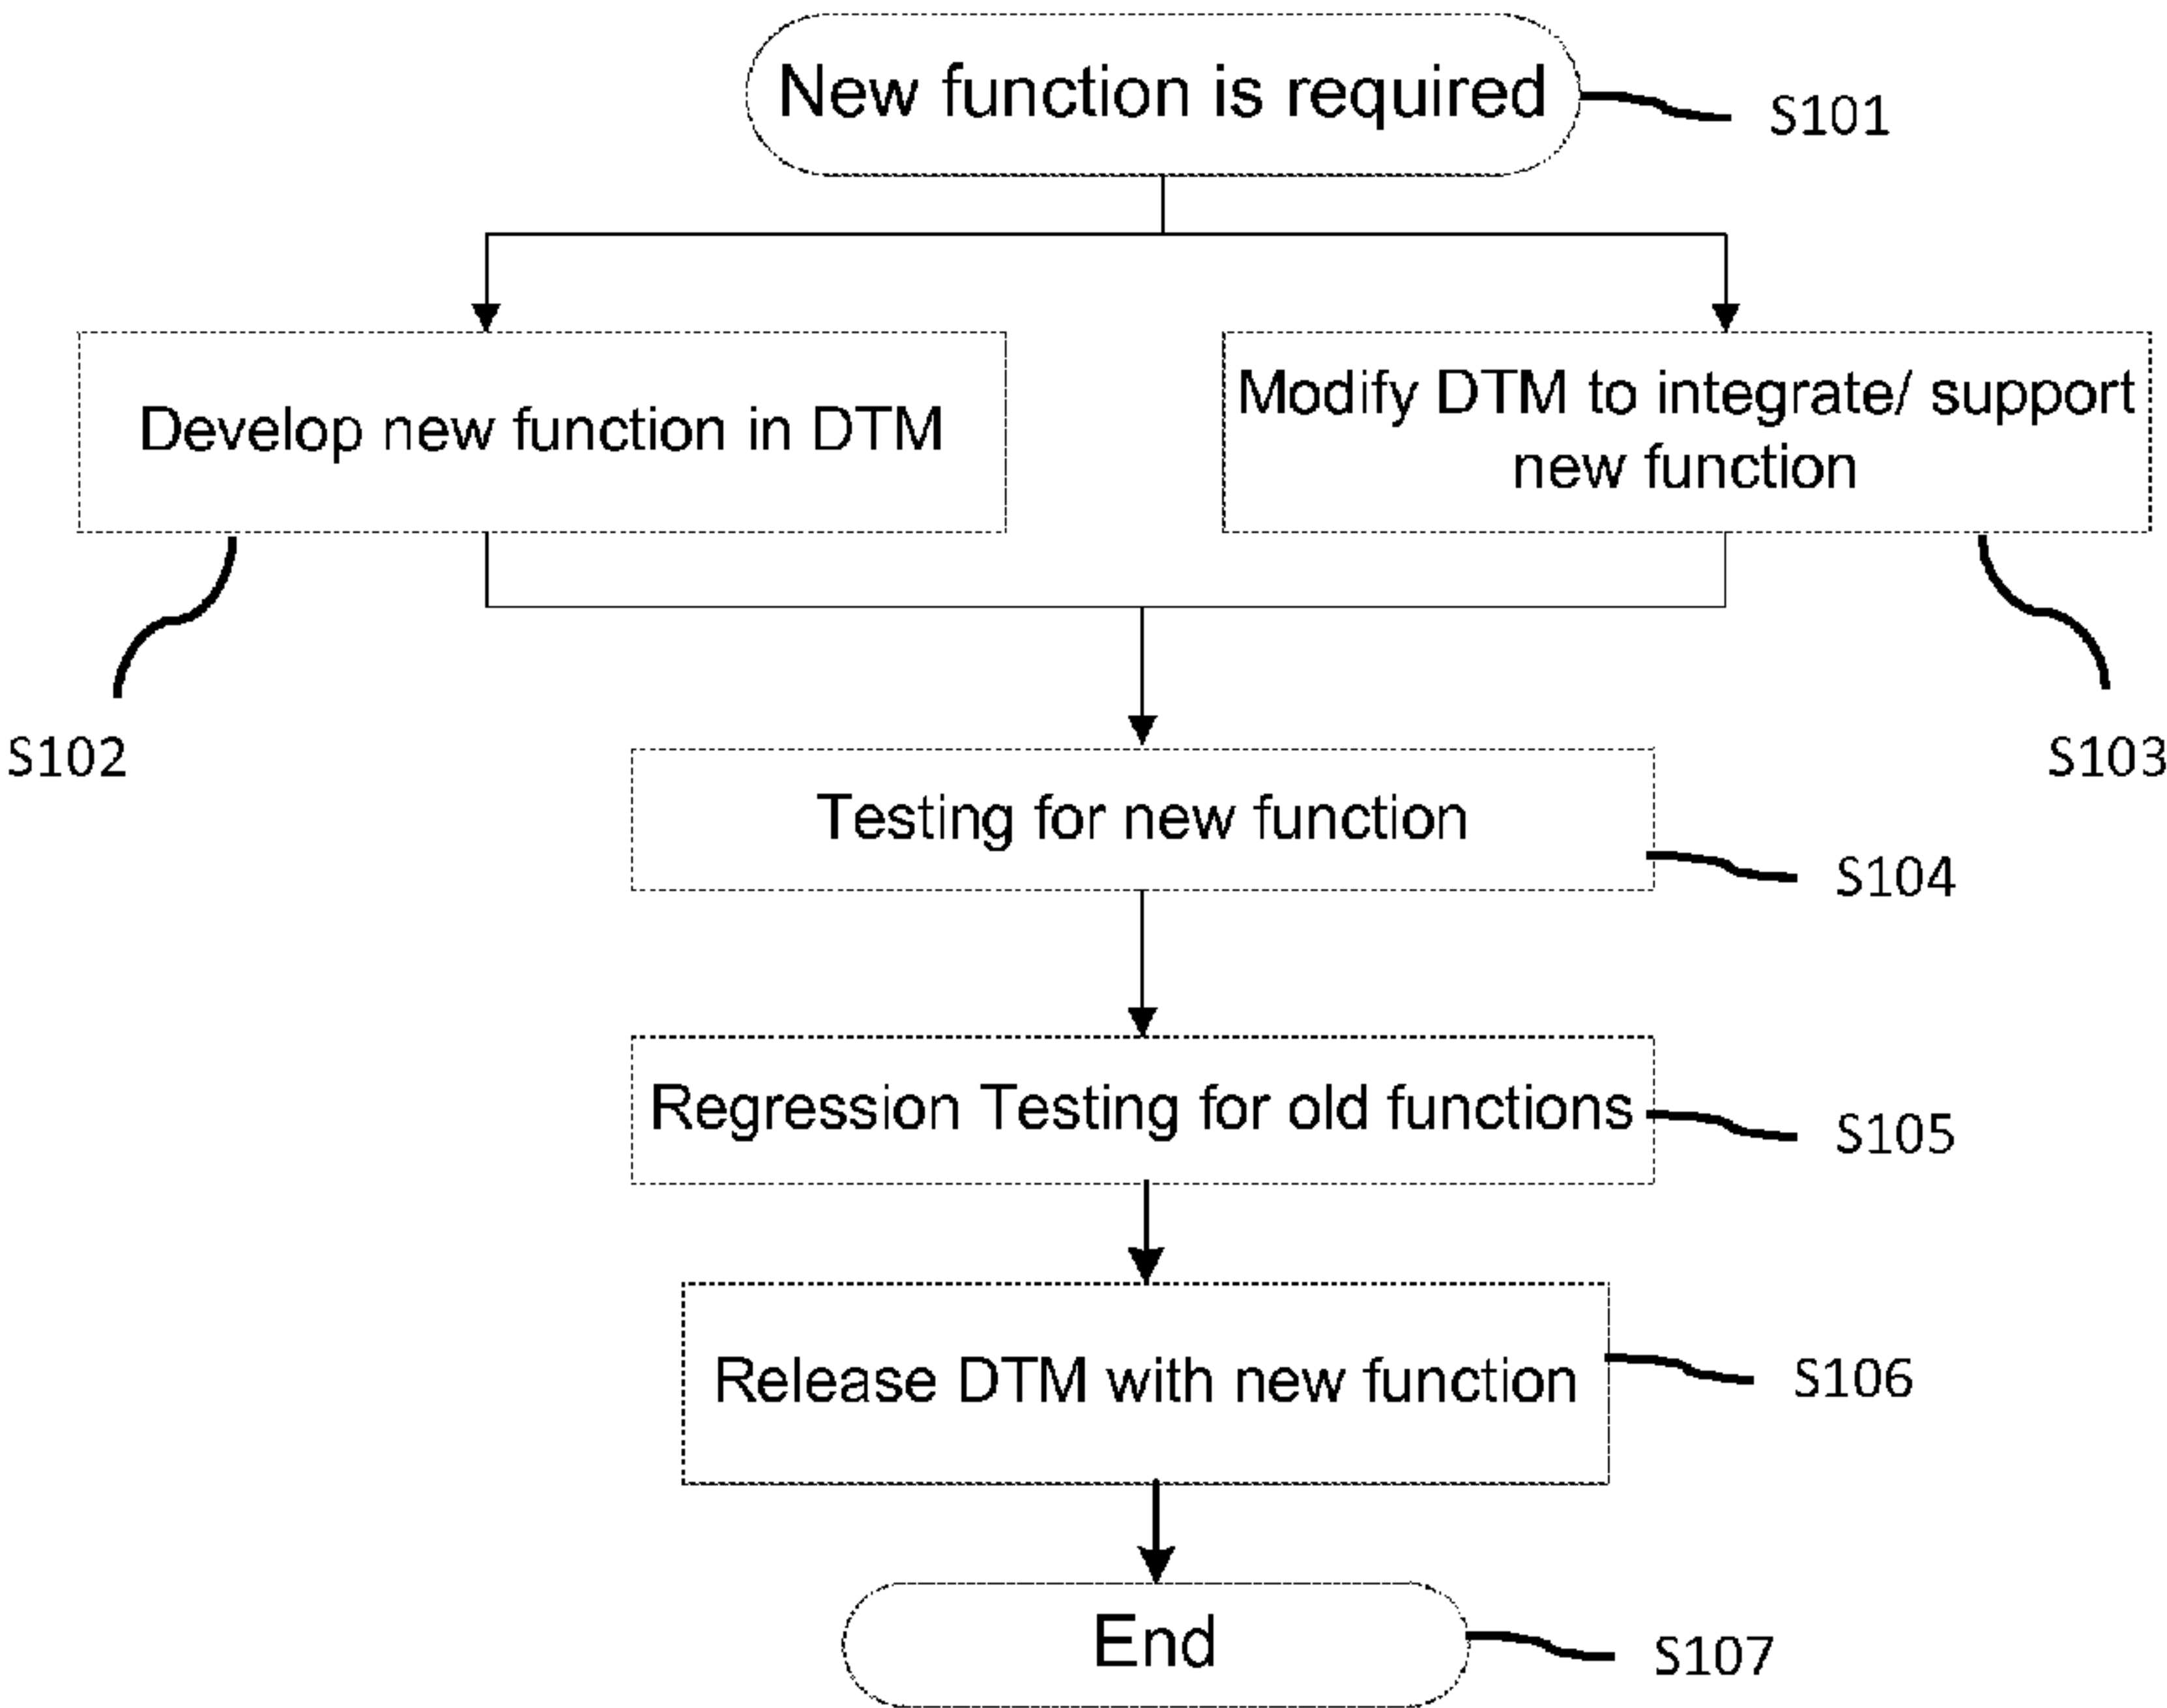 New function is required
S101
Develop new function in DTM
Modify DTM to integrate/ support
new function
S102
S103
Testing for new function
S104
Regression Testing for old functions
S105
Release DTM with new function
S106
End
S107